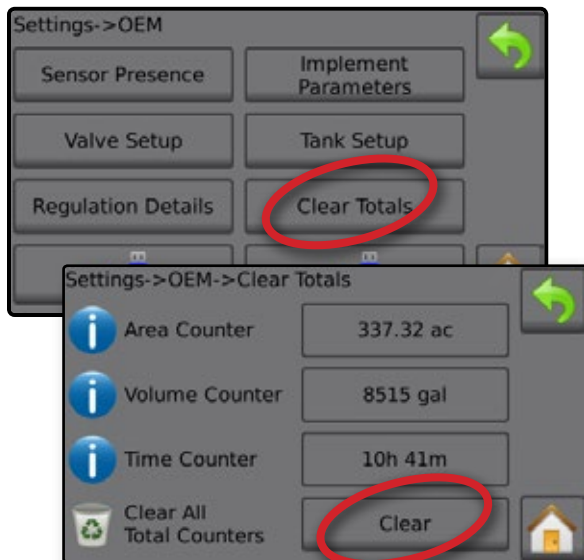 Settings->OEM
Sensor Presence
Implement
Parameters
Valve Setup
Tank Setup
Regulation Details
Clear Totals
Settings->OEM->Clear Totals
Area Counter
337.32 ac
Volume Counter
8515 gal
Time Counter
10h 41m
Clear All
Total Counters
Clear